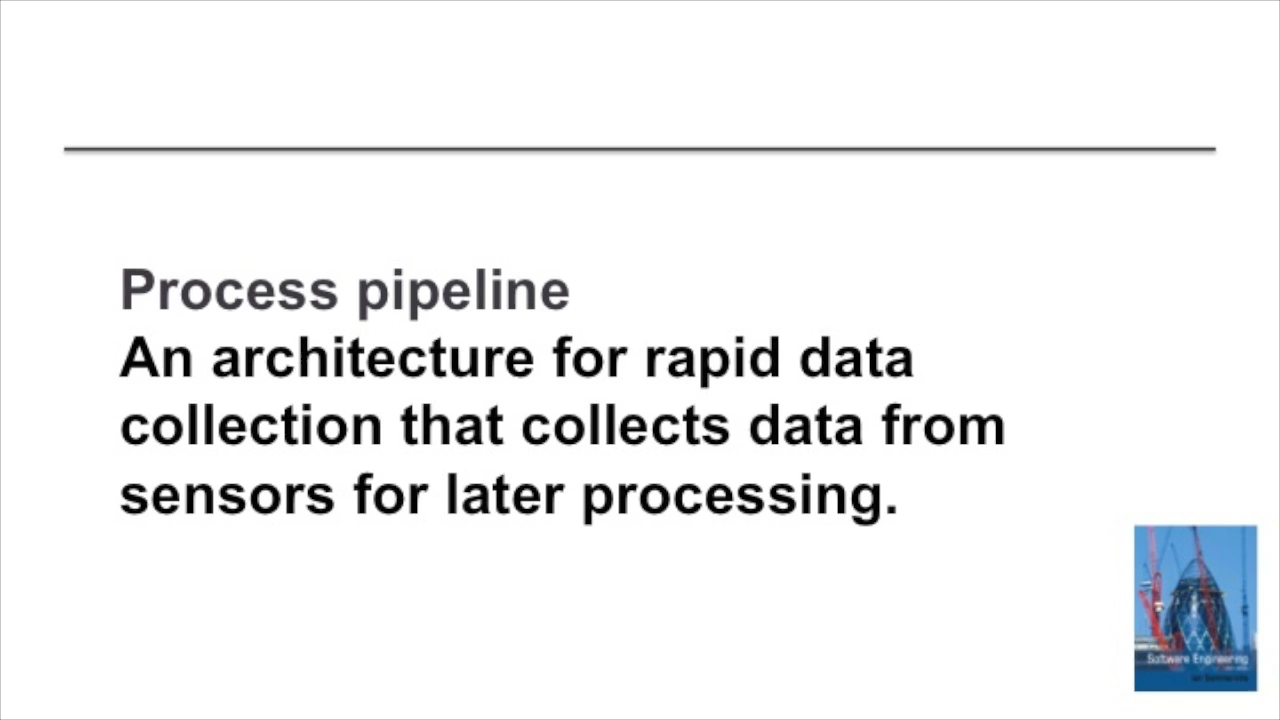 Process pipeline
An architecture for rapid data
collection that collects data from
sensors for later processing.
Software Engineering